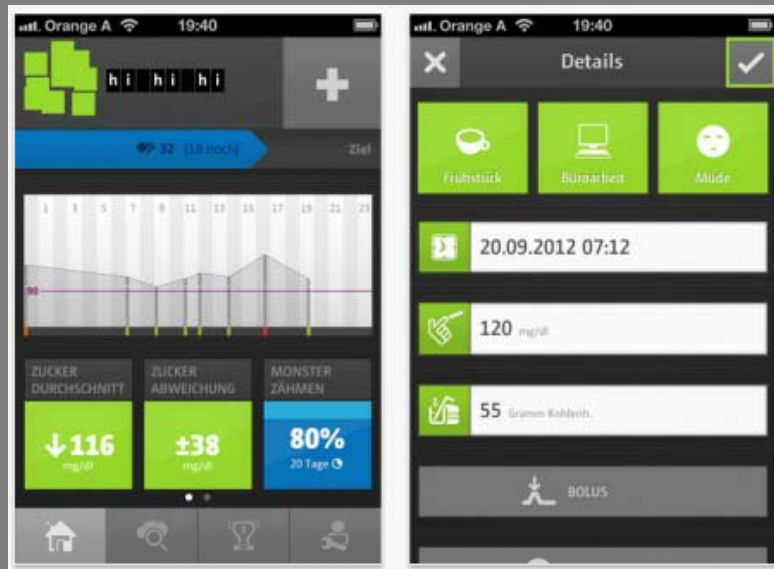 Orange A 19:40
hi hi hi
32 (18 noch) Ziel
1 3 5 7 9 11 13 15 17 19 21 23
90
ZUCKER DURCHSCHNITT
↓116
mg/dl
ZUCKER ABWEICHUNG
±38
mg/dl
MONSTER ZÄHMEN
80%
20 Tage
Orange A 19:40
Details
Frühstück Büroarbeit Müde
20.09.2012 07:12
120 mg/dl
55 Gramm Kohlenh.
BOLUS